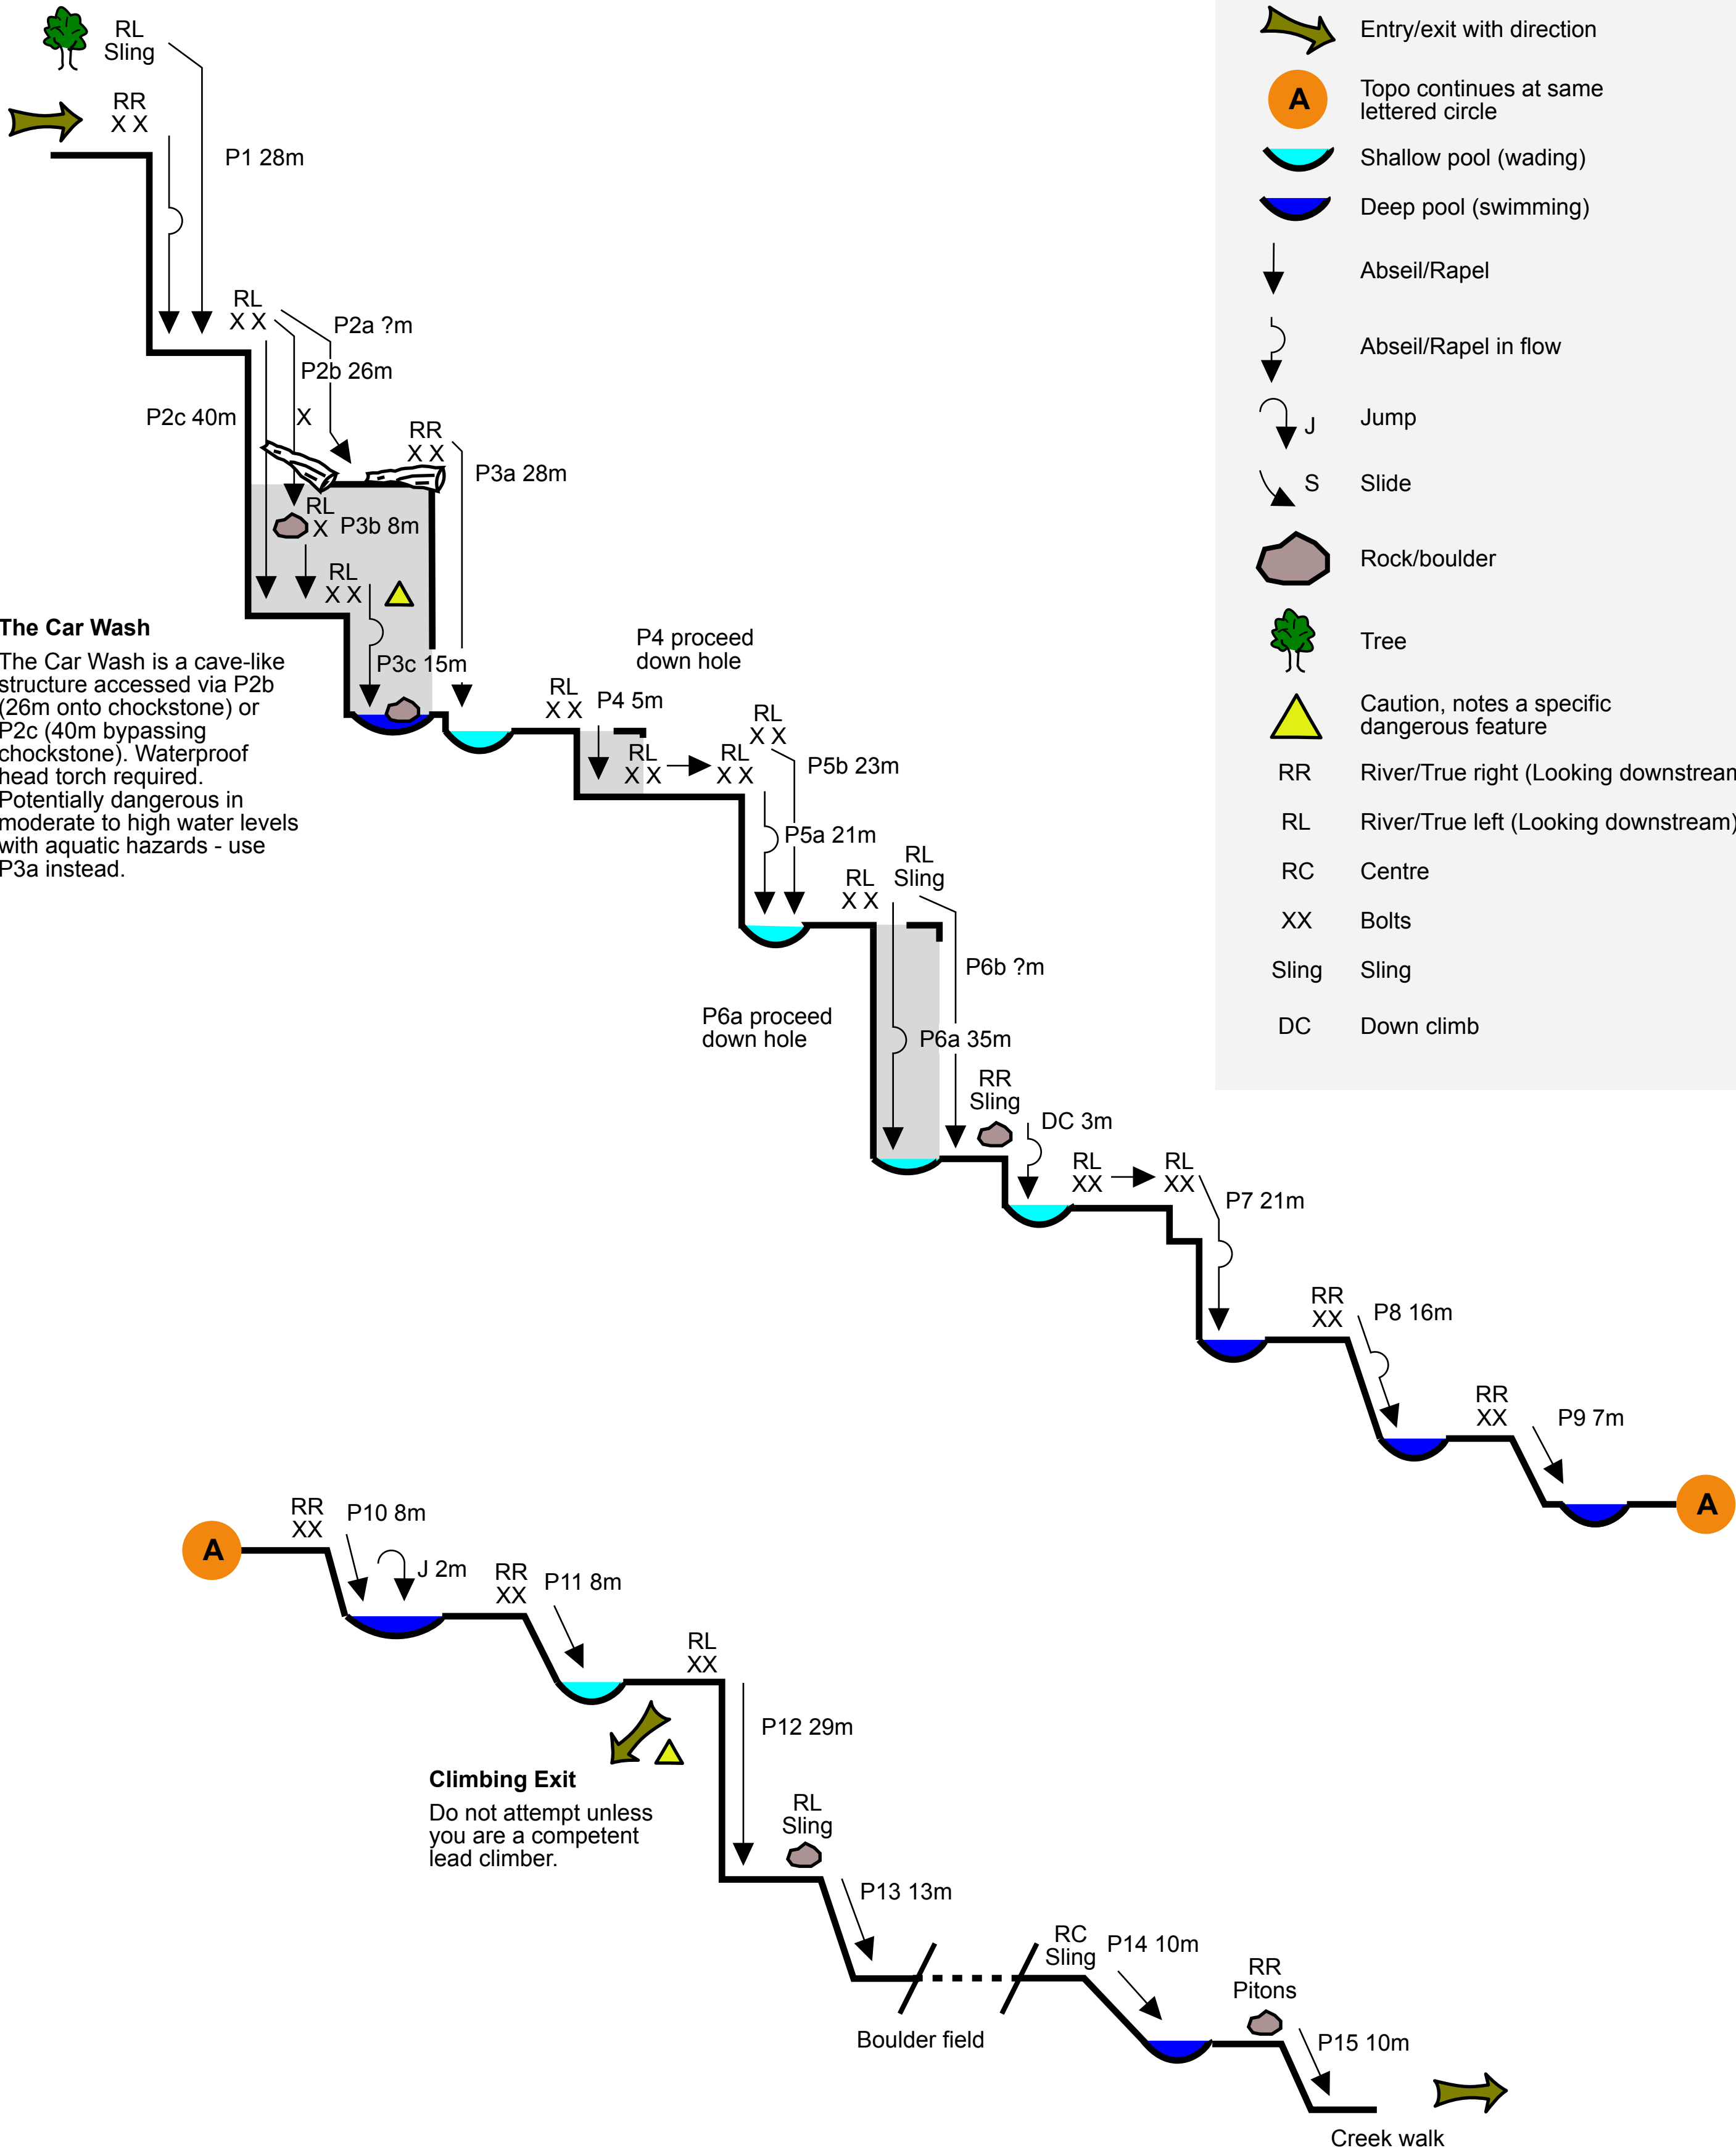 RL
Sling
RR
X X
P1 28m
RL
X X
P2a ?m
P2b 26m
P2c 40m
X
RR
X X
P3a 28m
RL
X
P3b 8m
RL
X X
P3c 15m
The Car Wash
The Car Wash is a cave-like
structure accessed via P2b
(26m onto chockstone) or
P2c (40m bypassing
chockstone). Waterproof
head torch required.
Potentially dangerous in
moderate to high water levels
with aquatic hazards - use
P3a instead.
P4 proceed
down hole
RL
X X
P4 5m
RL
X X
RL
X X
RL
X X
P5b 23m
P5a 21m
RL
X X
RL
Sling
P6b ?m
P6a proceed
down hole
P6a 35m
RR
Sling
DC 3m
RL
XX
RL
XX
P7 21m
RR
XX
P8 16m
RR
XX
P9 7m
A
A
RR
XX
P10 8m
J 2m
RR
XX
P11 8m
RL
XX
P12 29m
Climbing Exit
Do not attempt unless
you are a competent
lead climber.
RL
Sling
P13 13m
Boulder field
RC
Sling
P14 10m
RR
Pitons
P15 10m
Creek walk
Entry/exit with direction
A
Topo continues at same
lettered circle
Shallow pool (wading)
Deep pool (swimming)
Abseil/Rapel
Abseil/Rapel in flow
J Jump
S Slide
Rock/boulder
Tree
Caution, notes a specific
dangerous feature
RR River/True right (Looking downstream
RL River/True left (Looking downstream)
RC Centre
XX Bolts
Sling Sling
DC Down climb